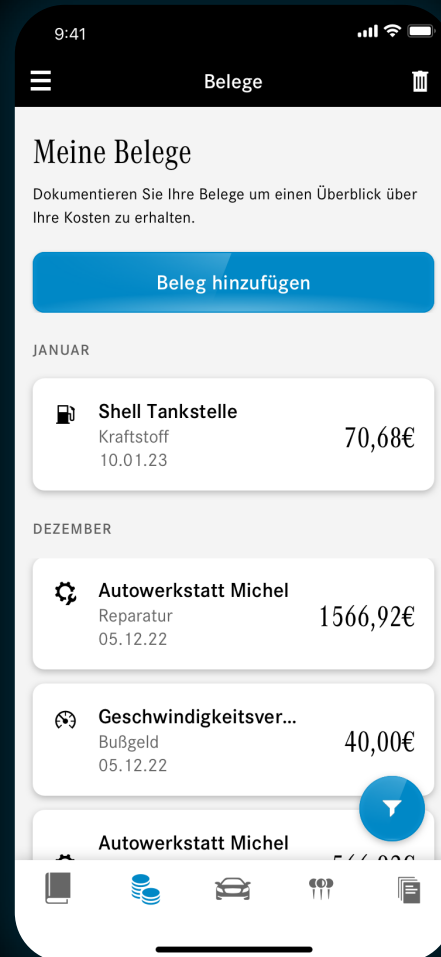 9:41
Belege
Meine Belege
Dokumentieren Sie Ihre Belege um einen Überblick über
Ihre Kosten zu erhalten.
Beleg hinzufügen
JANUAR
Shell Tankstelle
Kraftstoff
10.01.23
70,68€
DEZEMBER
Autowerkstatt Michel
Reparatur
05.12.22
1566,92€
Geschwindigkeitsver...
Bußgeld
05.12.22
40,00€
Autowerkstatt Michel